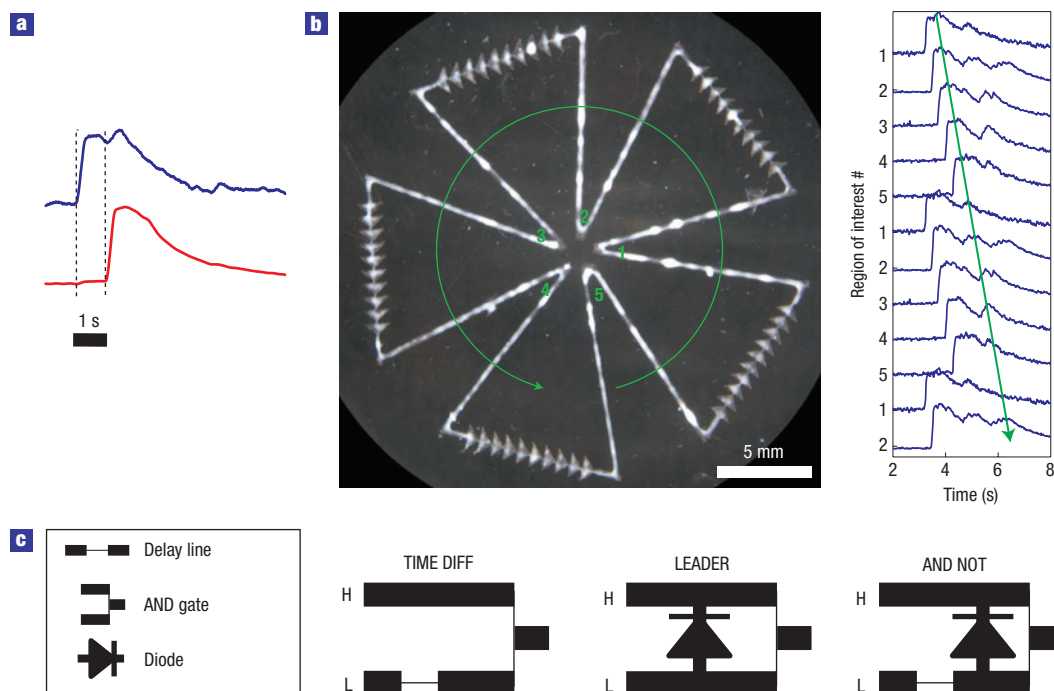 a
1 s
b
1
2
3
4
5
5 mm
Region of interest #
1
2
3
4
5
1
2
3
4
5
1
2
2 4 6 8
Time (s)
c
Delay line
AND gate
Diode
TIME DIFF
H
L
LEADER
H
L
AND NOT
H
L